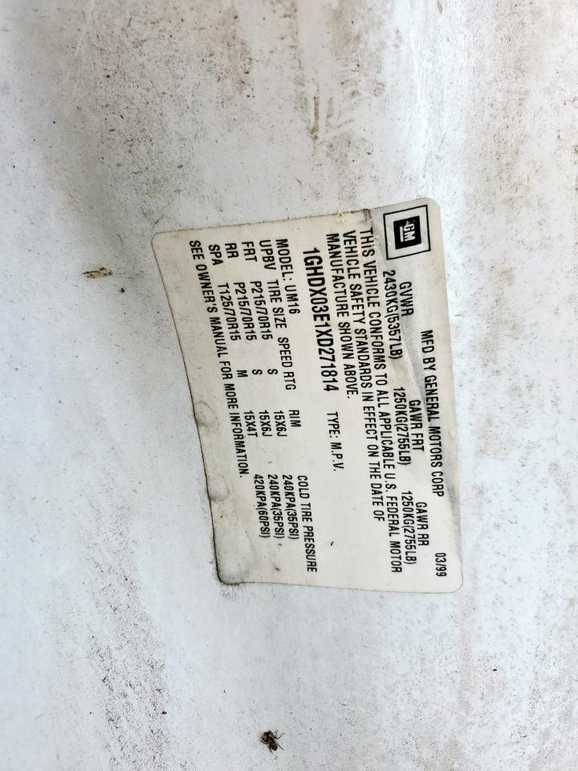 GM
MFD BY GENERAL MOTORS CORP 03/99
GVWR GAWR FRT GAWR RR
2430KG(5357LB) 1250KG(2755LB) 1250KG(2755LB)
THIS VEHICLE CONFORMS TO ALL APPLICABLE U.S. FEDERAL MOTOR
VEHICLE SAFETY STANDARDS IN EFFECT ON THE DATE OF
MANUFACTURE SHOWN ABOVE.
1GHDX03E1XD271814 TYPE: M.P.V.
MODEL: UM16
UPBV TIRE SIZE SPEED RTG RIM COLD TIRE PRESSURE
FRT P215/70R15 S 15X6J 240KPA(35PSI)
RR P215/70R15 S 15X6J 240KPA(35PSI)
SPA T125/70R15 M 15X4T 420KPA(60PSI)
SEE OWNER'S MANUAL FOR MORE INFORMATION.